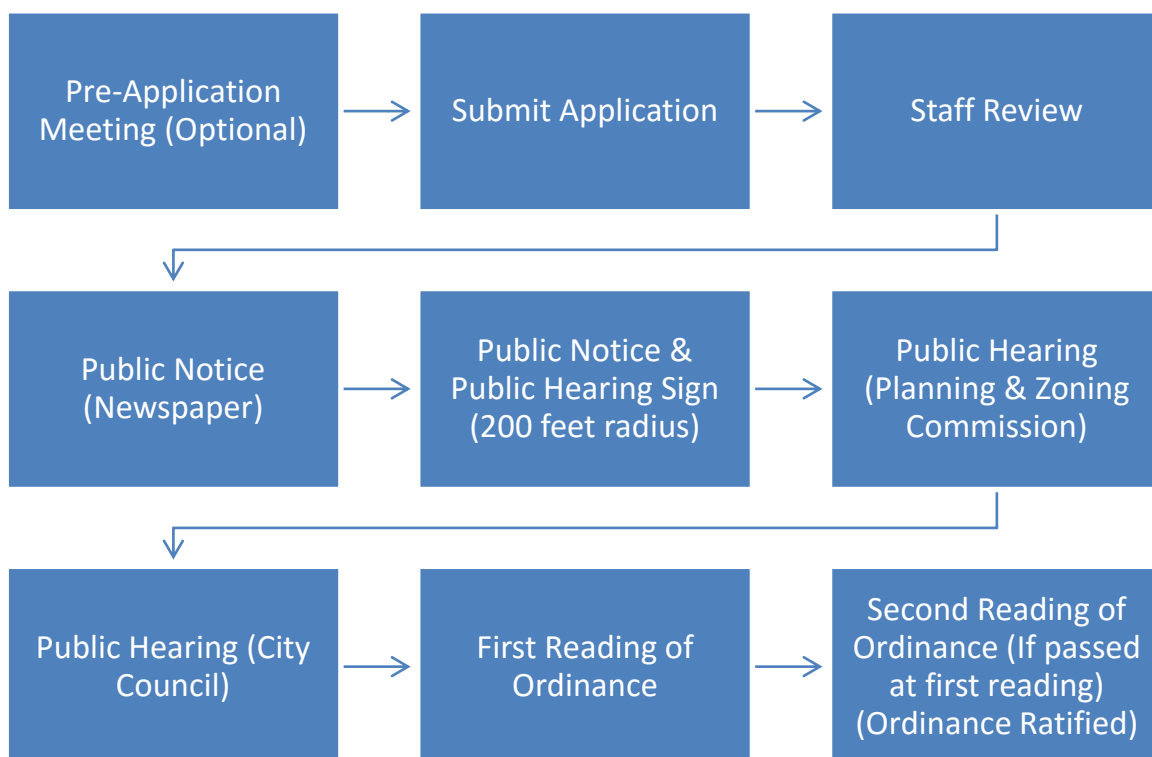 Pre-Application
Meeting (Optional)
Submit Application
Staff Review
Public Notice
(Newspaper)
Public Notice &
Public Hearing Sign
(200 feet radius)
Public Hearing
(Planning & Zoning
Commission)
Public Hearing (City
Council)
First Reading of
Ordinance
Second Reading of
Ordinance (If passed
at first reading)
(Ordinance Ratified)